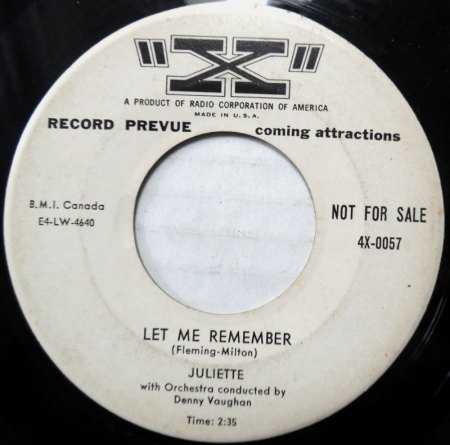 "X"
A PRODUCT OF RADIO CORPORATION OF AMERICA
MADE IN U.S.A.
RECORD PREVUE coming attractions
B.M.I. Canada
E4-LW-4640
NOT FOR SALE
4X-0057
LET ME REMEMBER
(Fleming-Milton)
JULIETTE
with Orchestra conducted by
Denny Vaughan
Time: 2:35